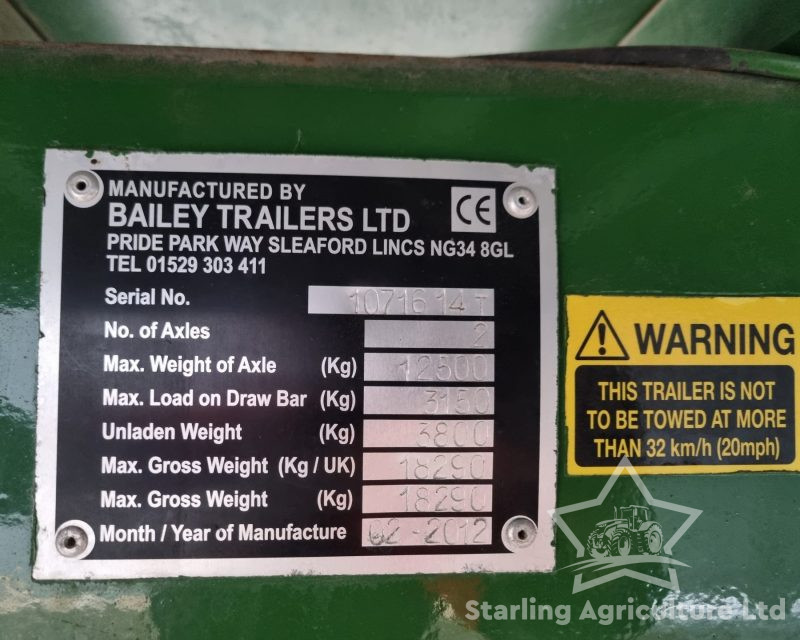 MANUFACTURED BY
BAILEY TRAILERS LTD
CE
PRIDE PARK WAY SLEAFORD LINCS NG34 8GL
TEL 01529 303 411
Serial No. 10716 14 T
No. of Axles 2
Max. Weight of Axle (Kg) 12500
Max. Load on Draw Bar (Kg) 3150
Unladen Weight (Kg) 3800
Max. Gross Weight (Kg / UK) 18290
Max. Gross Weight (Kg) 18290
Month / Year of Manufacture 02-2012
WARNING
THIS TRAILER IS NOT
TO BE TOWED AT MORE
THAN 32 km/h (20mph)
Starling Agriculture Ltd